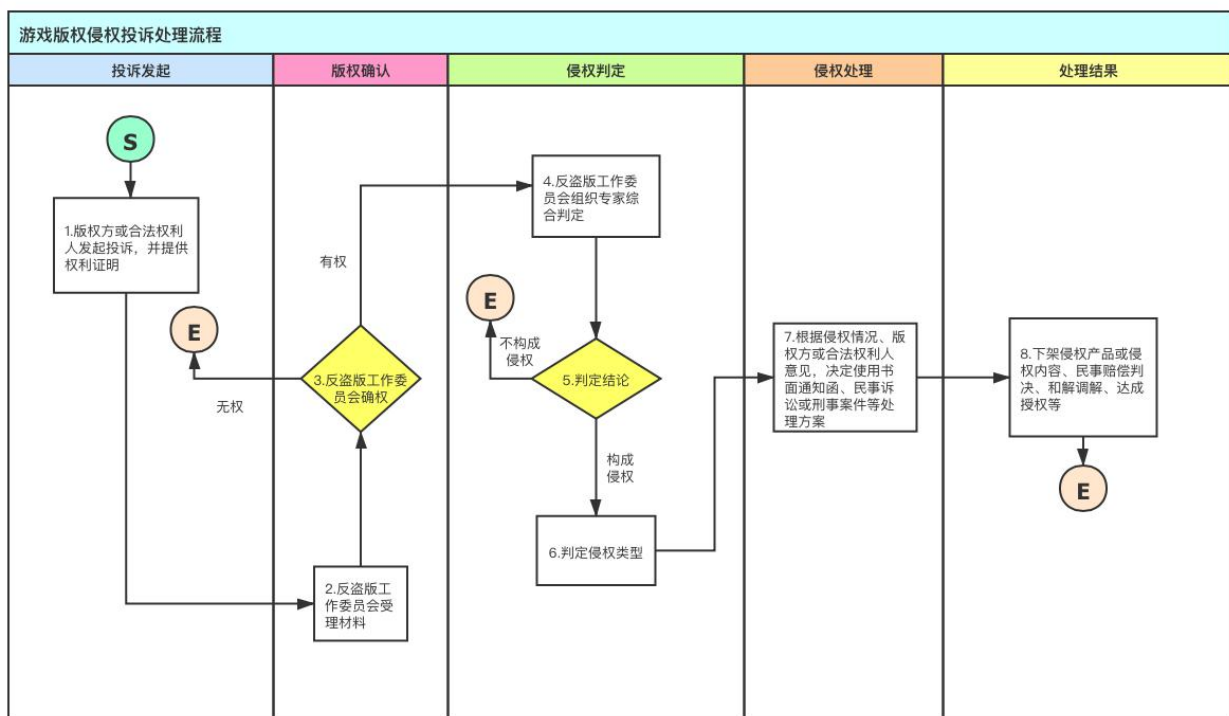 游戏版权侵权投诉处理流程
投诉发起
版权确认
侵权判定
侵权处理
处理结果
S
1.版权方或合法权利
人发起投诉，并提供
权利证明
E
无权
有权
3.反盗版工作委
员会确权
2.反盗版工
作委员会受
理材料
4.反盗版工作委
员会组织专家综
合判定
E
不构成
侵权
5.判定结论
构成
侵权
6.判定侵权类型
7.根据侵权情况、版
权方或合法权利人
意见，决定使用书
面通知函、民事诉
讼或刑事案件等处
理方案
8.下架侵权产品或侵
权内容、民事赔偿判
决、和解调解、达成
授权等
E